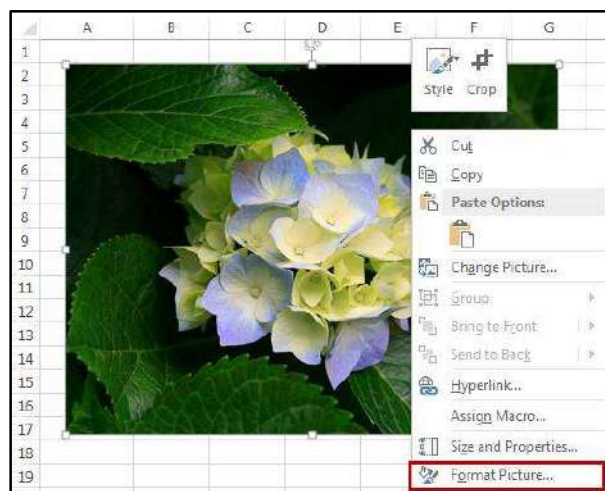 A B C D E F G
1
2
3
4
5
6
7
8
9
10
11
12
13
14
15
16
17
18
19
Style Crop
Cut
Copy
Paste Options:
Change Picture...
Group
Bring to Front
Send to Back
Hyperlink...
Assign Macro...
Size and Properties...
Format Picture...